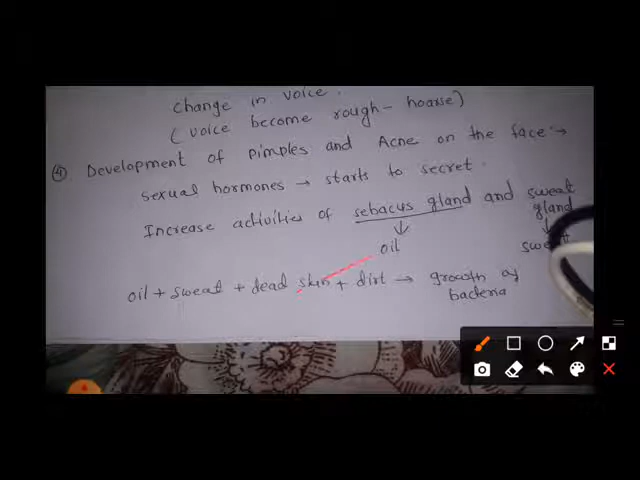 change in voice.
(voice become rough - hoarse)
④ Development of Pimples and Acne on the face →
sexual hormones → starts to secret.
Increase activities of sebacus gland and sweat
gland
oil sweat
oil + sweat + dead skin + dirt → growth of
bacteria